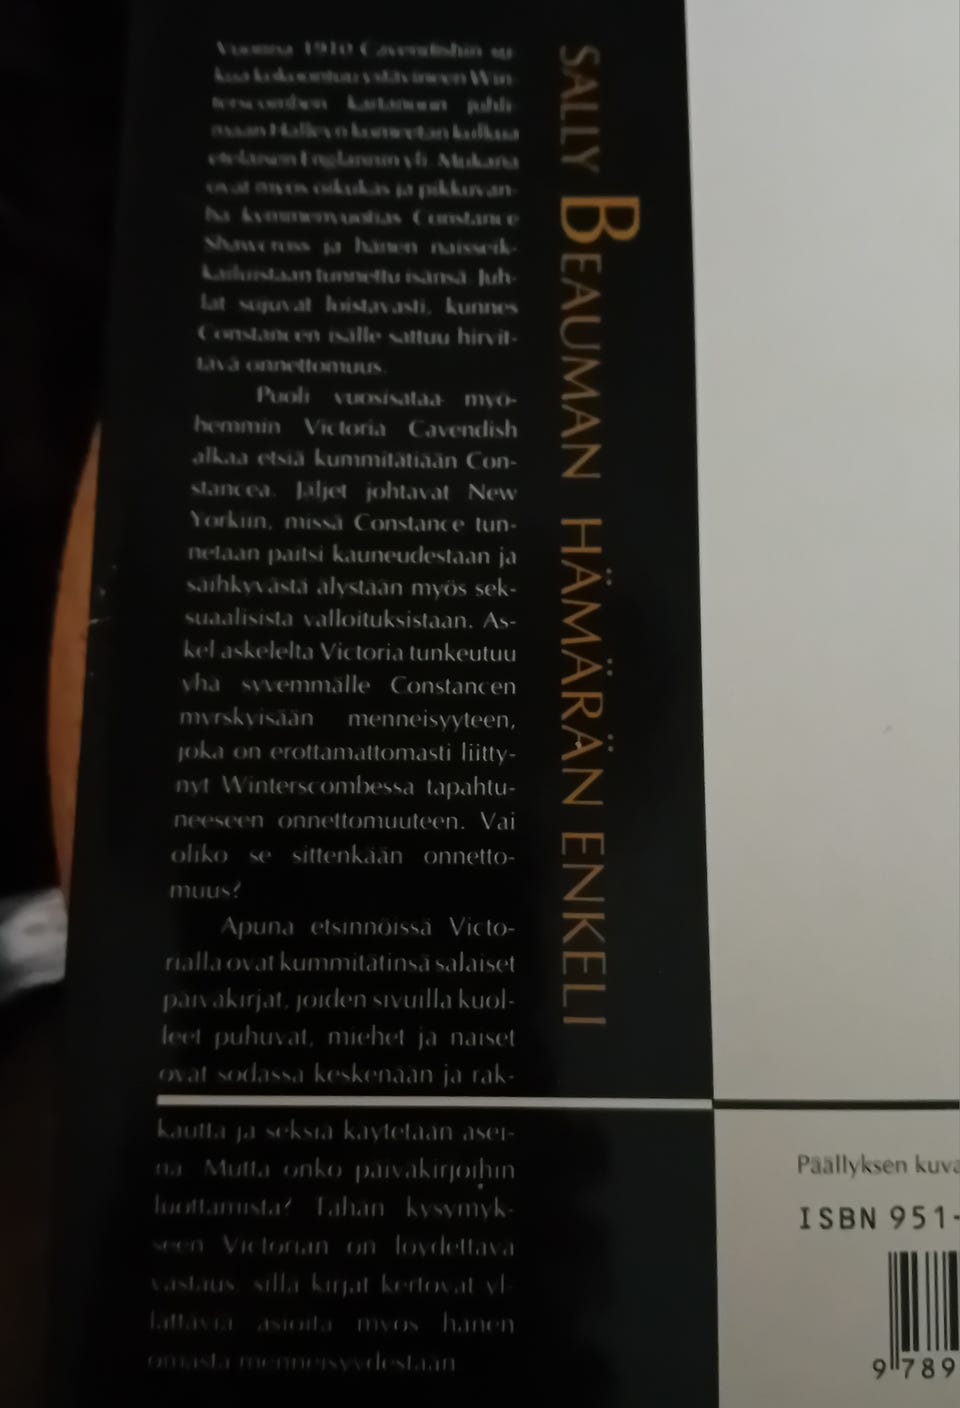 Vuonna 1910 Cavendishin su-
kua kokoontuu ystävineen Win-
terscomben kartanoon juhli-
maan Halleyn komeetan kulkua
eteläisen Englannin yli. Mukana
ovat myös oikukas ja pikkuvan-
ha kymmenvuotias Constance
Shawcross ja hänen naisseik-
kailuistaan tunnettu isänsä. Juh-
lat sujuvat loistavasti, kunnes
Constancen isälle sattuu hirvit-
tävä onnettomuus.
Puoli vuosisataa myö-
hemmin Victoria Cavendish
alkaa etsiä kummitätiään Con-
stancea. Jäljet johtavat New
Yorkiin, missä Constance tun-
netaan paitsi kauneudestaan ja
säihkyvästä älystään myös sek-
suaalisista valloituksistaan. As-
kel askelelta Victoria tunkeutuu
yhä syvemmälle Constancen
myrskyisään menneisyyteen,
joka on erottamattomasti liitty-
nyt Winterscombessa tapahtu-
neeseen onnettomuuteen. Vai
oliko se sittenkään onnetto-
muus?
Apuna etsinnöissä Victo-
rialla ovat kummitätinsä salaiset
päiväkirjat, joiden sivuilla kuol-
leet puhuvat, miehet ja naiset
ovat sodassa keskenään ja rak-
kautta ja seksiä käytetään asei-
na. Mutta onko päiväkirjoihin
luottamista? Tähän kysymyk-
seen Victorian on löydettävä
vastaus, sillä kirjat kertovat yl-
lättäviä asioita myös hänen
omasta menneisyydestään.
SALLY BEAUMAN HÄMÄRÄN ENKELI
Päällyksen kuva
ISBN 951-
9 789